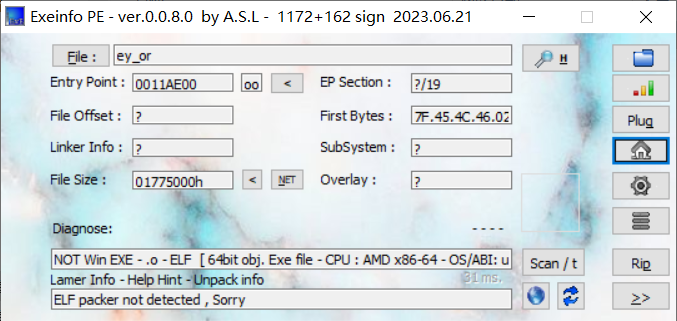 Exeinfo PE - ver.0.0.8.0 by A.S.L - 1172+162 sign 2023.06.21
File : ey_or H
Entry Point : 0011AE00 oo < EP Section : ?/19
File Offset : ? First Bytes : 7F.45.4C.46.02 Plug
Linker Info : ? SubSystem : ?
File Size : 01775000h < NET Overlay : ?
Diagnose: - - - -
NOT Win EXE - .o - ELF [ 64bit obj. Exe file - CPU : AMD x86-64 - OS/ABI: u Scan / t Rip
Lamer Info - Help Hint - Unpack info 31 ms.
ELF packer not detected , Sorry >>